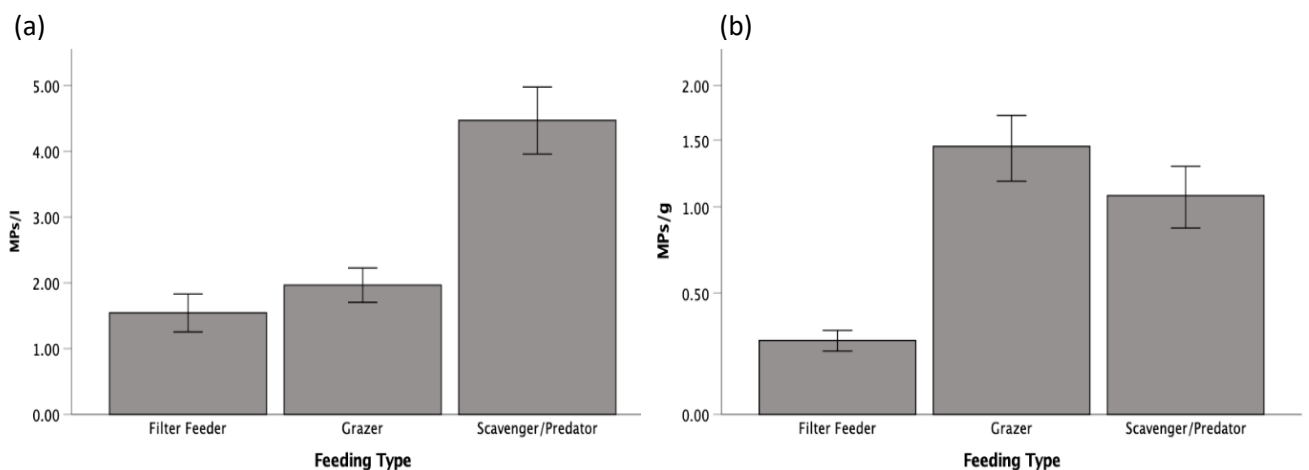 (a)
MPs/l
5.00
4.00
3.00
2.00
1.00
0.00
Filter Feeder Grazer Scavenger/Predator
Feeding Type
(b)
MPs/g
2.00
1.50
1.00
0.50
0.00
Filter Feeder Grazer Scavenger/Predator
Feeding Type